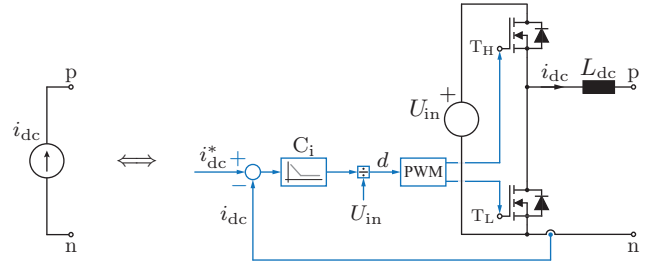 p
i_dc
n
⇔
i*_dc
+
−
i_dc
C_i
÷
U_in
d
PWM
U_in
+
T_H
T_L
i_dc
L_dc
p
n